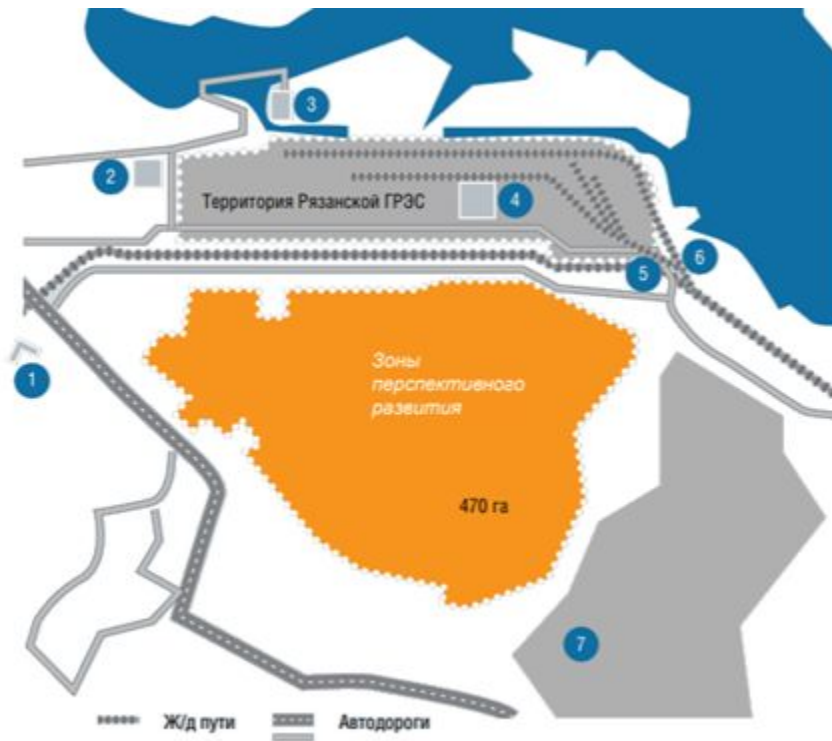 3
2
Территория Рязанской ГРЭС
4
6
5
Зоны
перспективного
развития
1
470 га
7
Ж/д пути
Автодороги